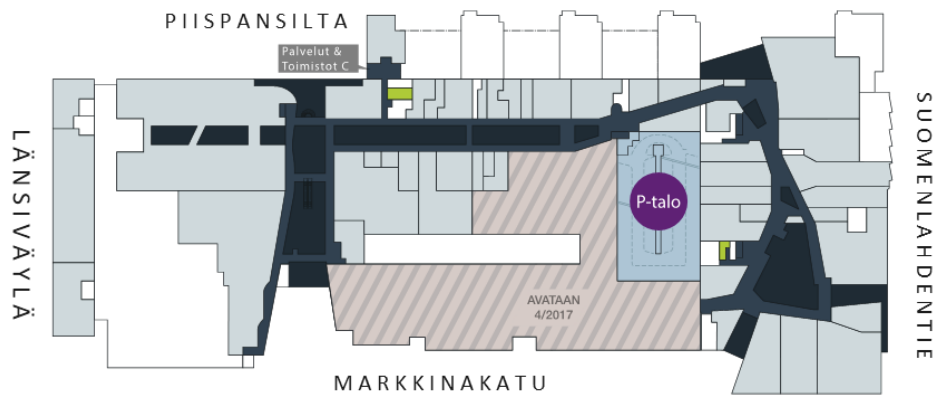 PIISPANSILTA
Palvelut &
Toimistot C
LÄNSIVÄYLÄ
SUOMENLAHDENTIE
P-talo
AVATAAN
4/2017
MARKKINAKATU